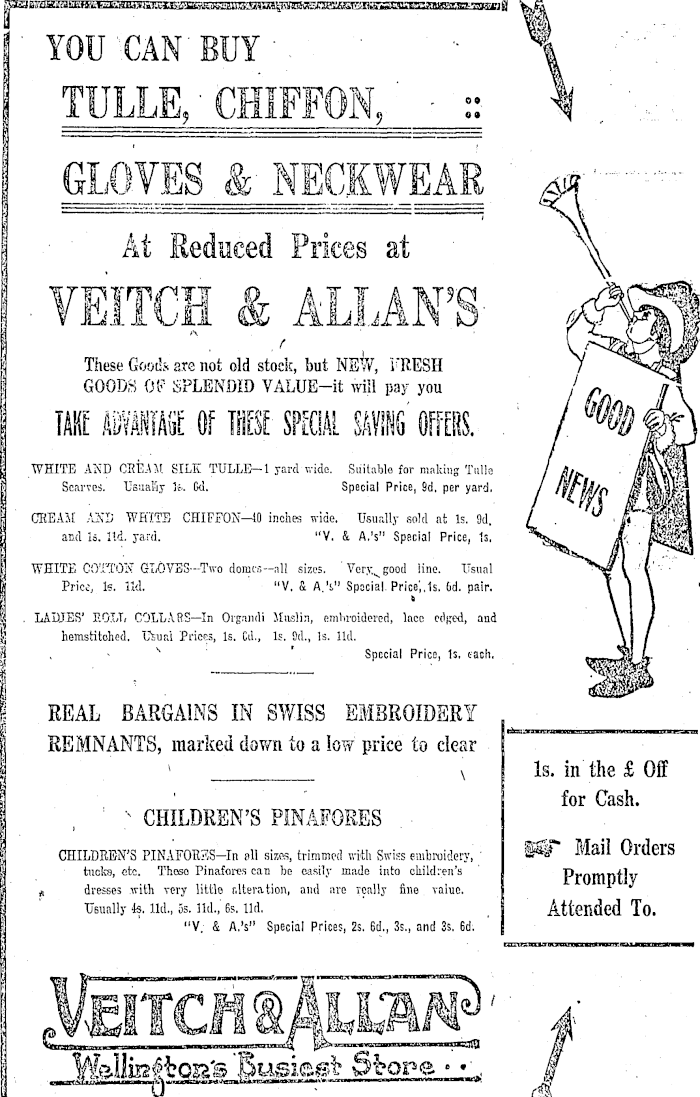 YOU CAN BUY
TULLE, CHIFFON, ::
GLOVES & NECKWEAR
At Reduced Prices at
VEITCH & ALLAN'S
These Goods are not old stock, but NEW, FRESH
GOODS OF SPLENDID VALUE—it will pay you
TAKE ADVANTAGE OF THESE SPECIAL SAVING OFFERS.
WHITE AND CREAM SILK TULLE—1 yard wide. Suitable for making Tulle
Scarves. Usually 1s. 6d. Special Price, 9d. per yard.
CREAM AND WHITE CHIFFON—40 inches wide. Usually sold at 1s. 9d.
and 1s. 11d. yard. "V. & A.'s" Special Price, 1s.
WHITE COTTON GLOVES—Two domes—all sizes. Very good line. Usual
Price, 1s. 11d. "V. & A.'s" Special Price, 1s. 6d. pair.
LADIES' ROLL COLLARS—In Organdi Muslin, embroidered, lace edged, and
hemstitched. Usual Prices, 1s. 6d., 1s. 9d., 1s. 11d.
Special Price, 1s. each.
REAL BARGAINS IN SWISS EMBROIDERY
REMNANTS, marked down to a low price to clear
CHILDREN'S PINAFORES
CHILDREN'S PINAFORES—In all sizes, trimmed with Swiss embroidery,
tucks, etc. These Pinafores can be easily made into children's
dresses with very little alteration, and are really fine value.
Usually 4s. 11d., 5s. 11d., 6s. 11d.
"V. & A.'s" Special Prices, 2s. 6d., 3s., and 3s. 6d.
VEITCH & ALLAN
Wellington's Busiest Store . .
GOOD
NEWS
1s. in the £ Off
for Cash.
Mail Orders
Promptly
Attended To.